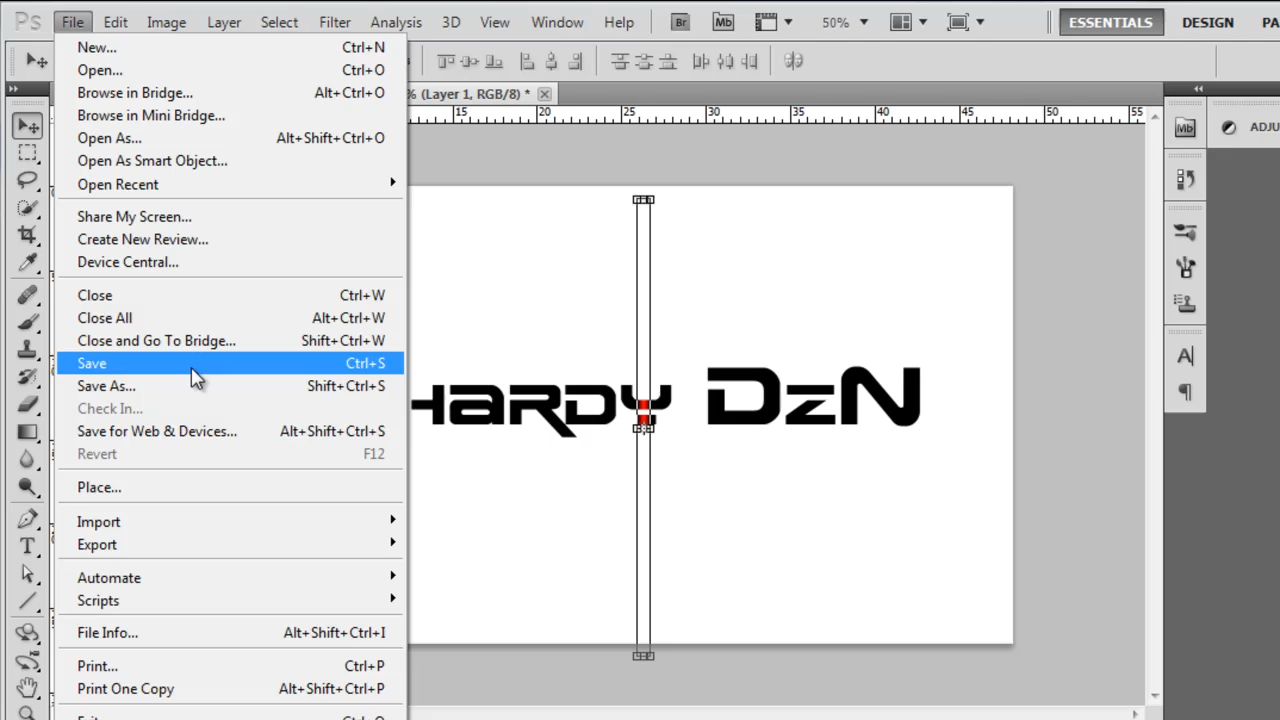 Ps File Edit Image Layer Select Filter Analysis 3D View Window Help Br Mb 50% ESSENTIALS DESIGN PA
% (Layer 1, RGB/8) *
15 20 25 30 35 40 45 50 55
New... Ctrl+N
Open... Ctrl+O
Browse in Bridge... Alt+Ctrl+O
Browse in Mini Bridge...
Open As... Alt+Shift+Ctrl+O
Open As Smart Object...
Open Recent
Share My Screen...
Create New Review...
Device Central...
Close Ctrl+W
Close All Alt+Ctrl+W
Close and Go To Bridge... Shift+Ctrl+W
Save Ctrl+S
Save As... Shift+Ctrl+S
Check In...
Save for Web & Devices... Alt+Shift+Ctrl+S
Revert F12
Place...
Import
Export
Automate
Scripts
File Info... Alt+Shift+Ctrl+I
Print... Ctrl+P
Print One Copy Alt+Shift+Ctrl+P
HARDY DzN
Mb ADJU